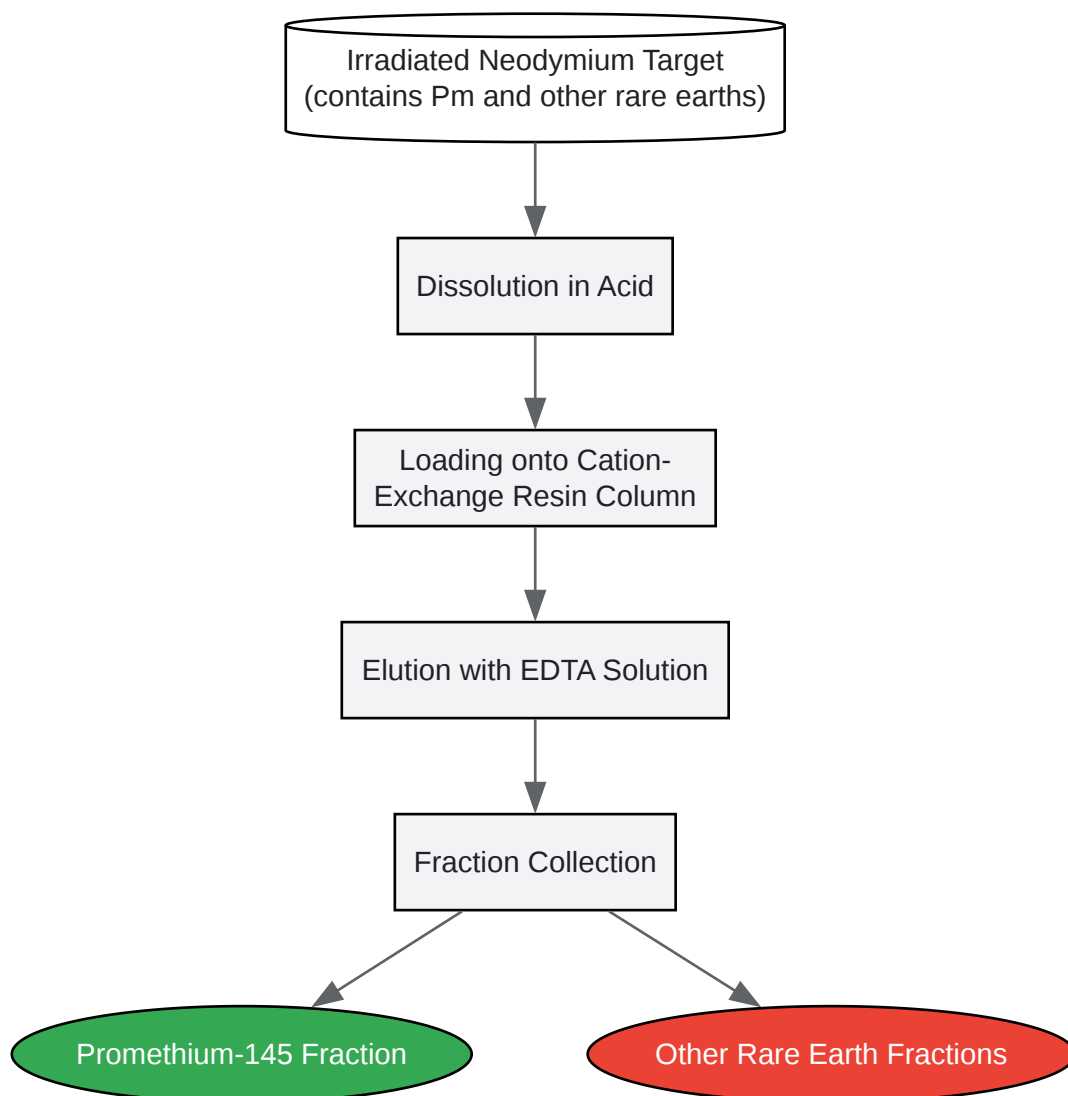 Irradiated Neodymium Target
(contains Pm and other rare earths)
Dissolution in Acid
Loading onto Cation-
Exchange Resin Column
Elution with EDTA Solution
Fraction Collection
Promethium-145 Fraction
Other Rare Earth Fractions